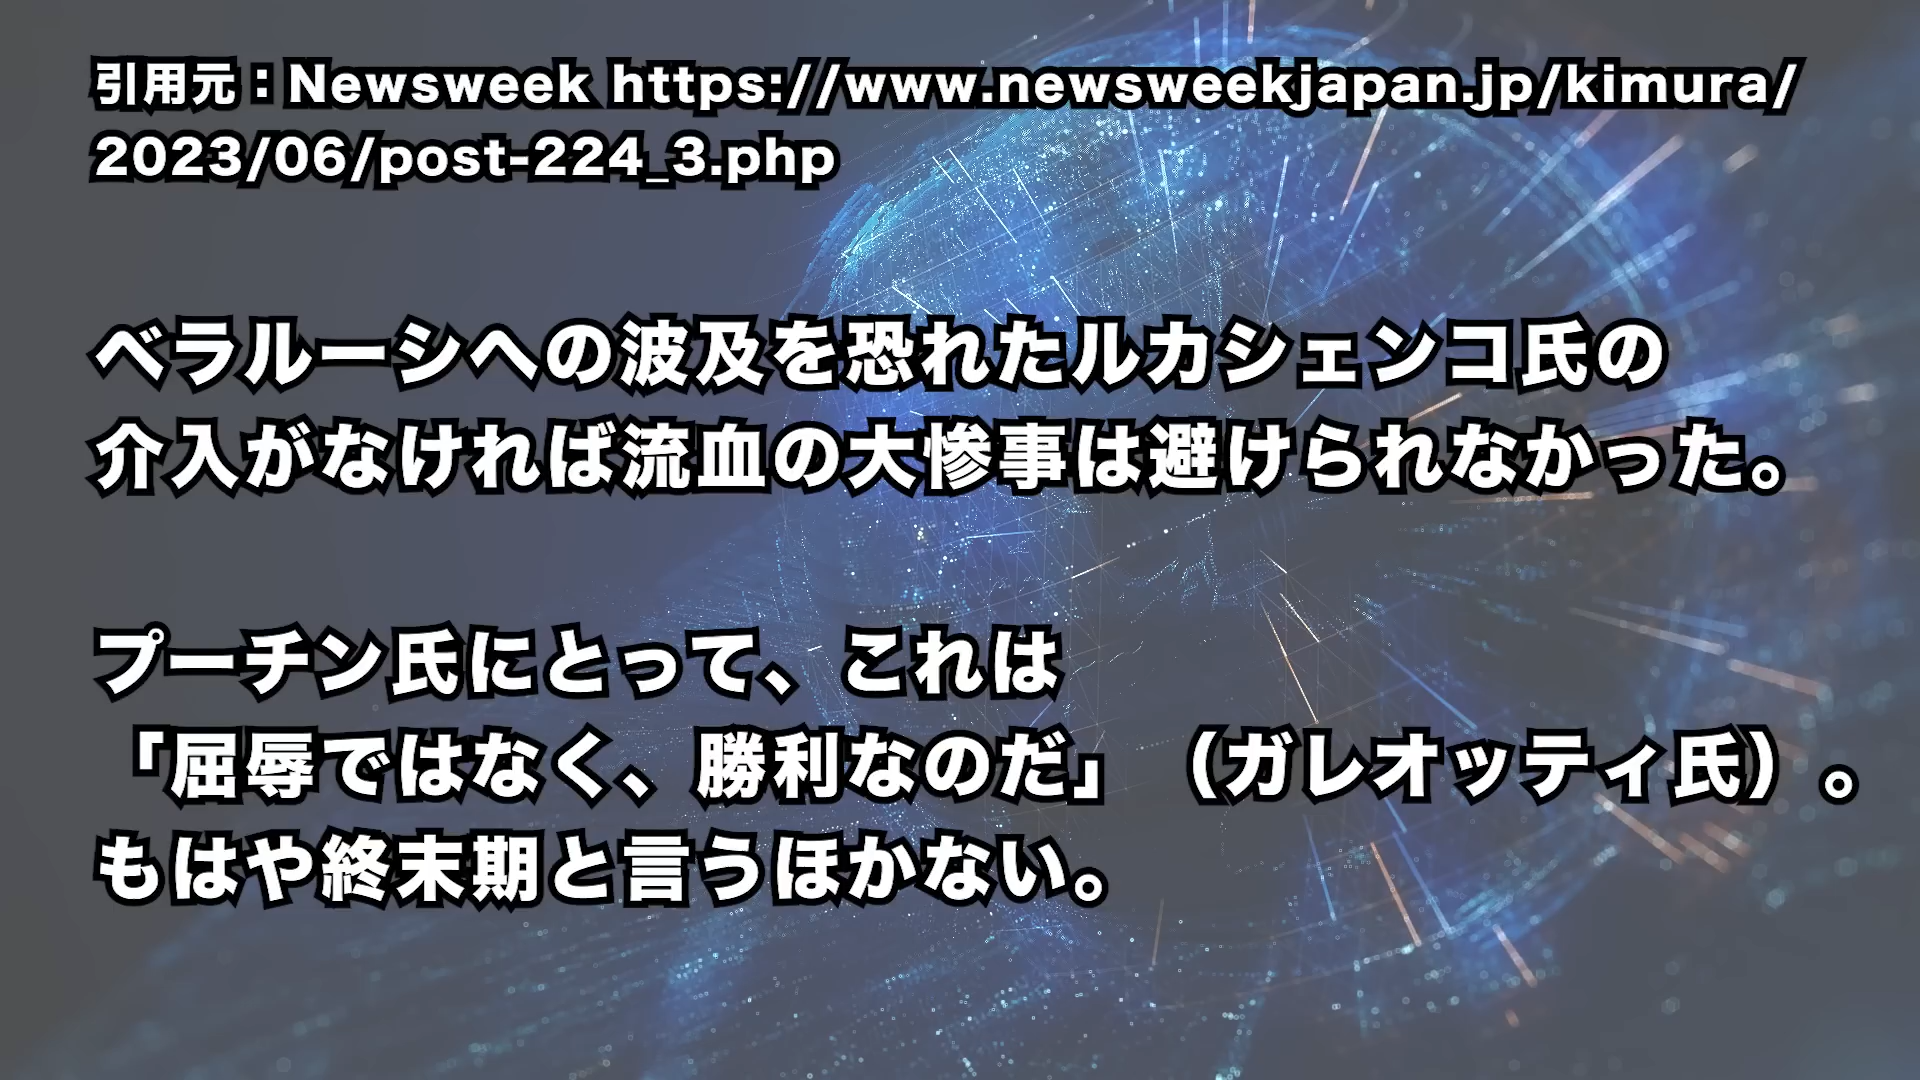 引用元：Newsweek https://www.newsweekjapan.jp/kimura/
2023/06/post-224_3.php
ベラルーシへの波及を恐れたルカシェンコ氏の
介入がなければ流血の大惨事は避けられなかった。
プーチン氏にとって、これは
「屈辱ではなく、勝利なのだ」（ガレオッティ氏）。
もはや終末期と言うほかない。